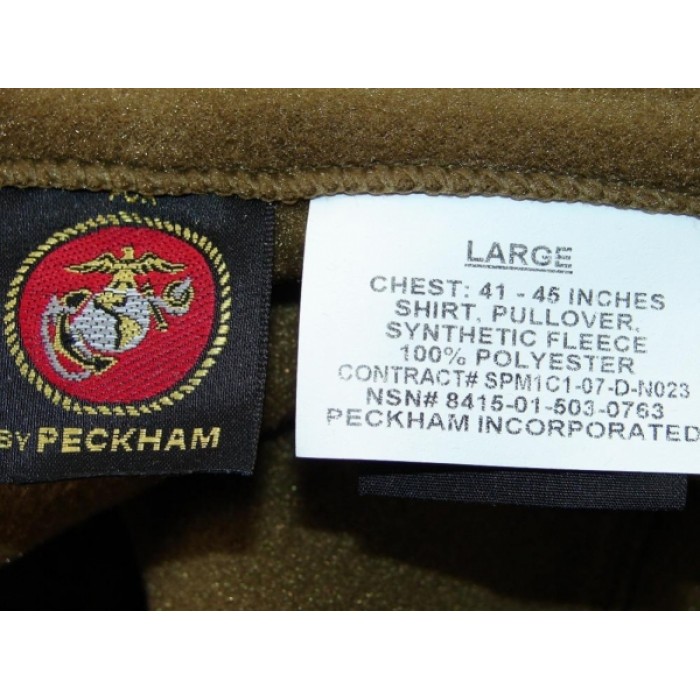 BY PECKHAM
LARGE
CHEST: 41 - 45 INCHES
SHIRT, PULLOVER,
SYNTHETIC FLEECE
100% POLYESTER
CONTRACT# SPM1C1-07-D-N023
NSN# 8415-01-503-0763
PECKHAM INCORPORATED